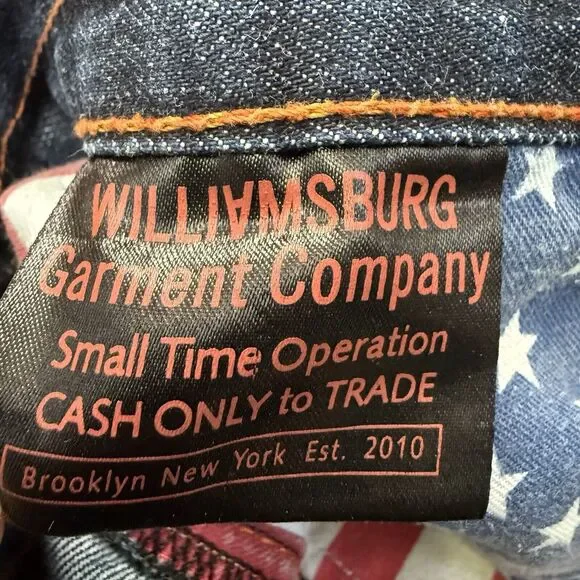 WILLIAMSBURG
Garment Company
Small Time Operation
CASH ONLY to TRADE
Brooklyn New York Est. 2010